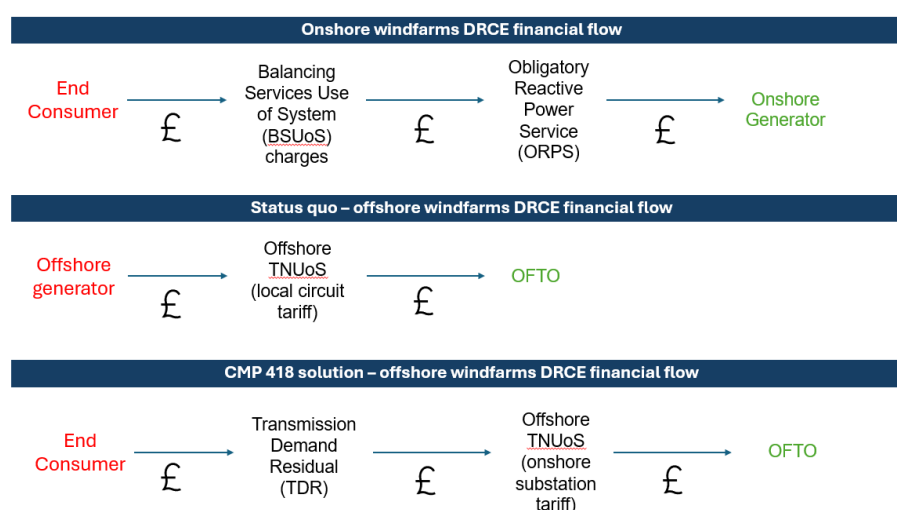 Onshore windfarms DRCE financial flow
End
Consumer
£
Balancing
Services Use
of System
(BSUoS)
charges
£
Obligatory
Reactive
Power
Service
(ORPS)
£
Onshore
Generator
Status quo – offshore windfarms DRCE financial flow
Offshore
generator
£
Offshore
TNUoS
(local circuit
tariff)
£
OFTO
CMP 418 solution – offshore windfarms DRCE financial flow
End
Consumer
£
Transmission
Demand
Residual
(TDR)
£
Offshore
TNUoS
(onshore
substation
tariff)
£
OFTO